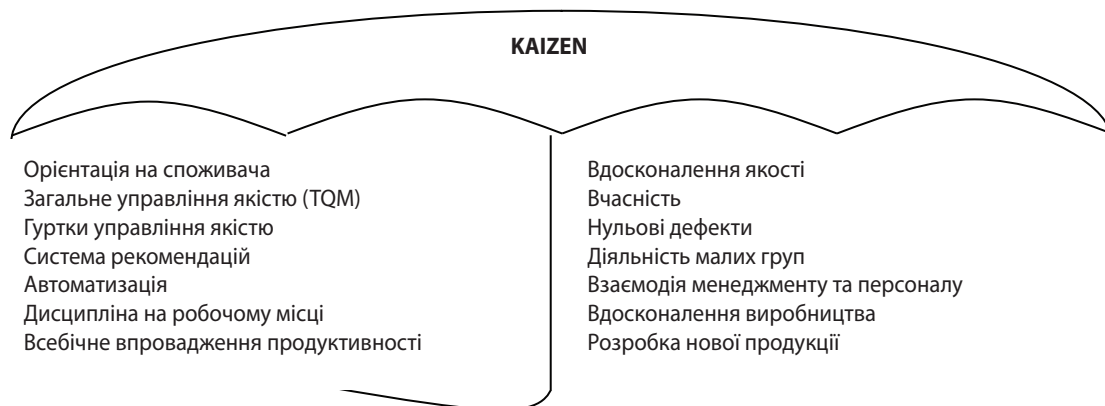 KAIZEN
Орієнтація на споживача
Загальне управління якістю (TQM)
Гуртки управління якістю
Система рекомендацій
Автоматизація
Дисципліна на робочому місці
Всебічне впровадження продуктивності
Вдосконалення якості
Вчасність
Нульові дефекти
Діяльність малих груп
Взаємодія менеджменту та персоналу
Вдосконалення виробництва
Розробка нової продукції